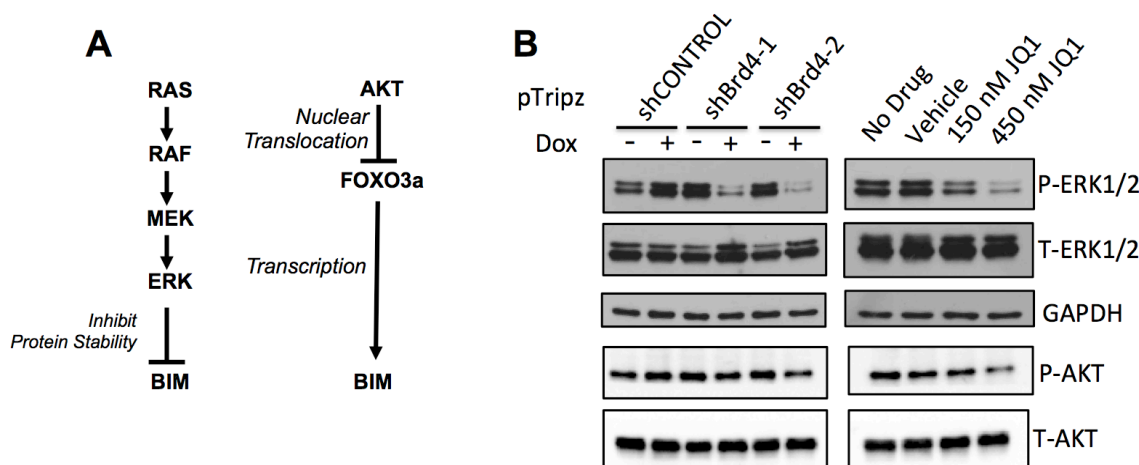 A
RAS
RAF
MEK
ERK
Inhibit
Protein Stability
BIM
AKT
Nuclear
Translocation
FOXO3a
Transcription
BIM
B
pTripz
shCONTROL
shBrd4-1
shBrd4-2
Dox
- + - + - +
No Drug
Vehicle
150 nM JQ1
450 nM JQ1
P-ERK1/2
T-ERK1/2
GAPDH
P-AKT
T-AKT